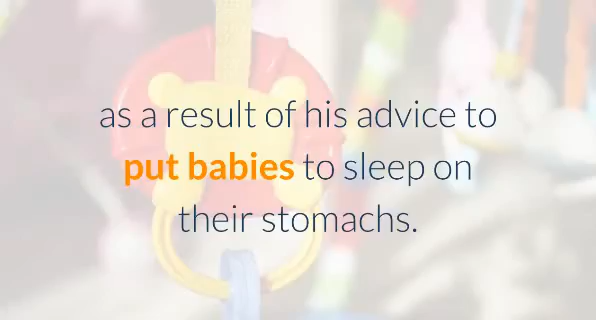 as a result of his advice to
put babies to sleep on
their stomachs.